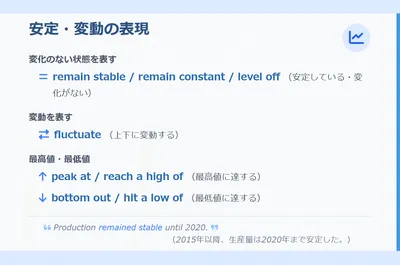 安定・変動の表現
変化のない状態を表す
remain stable / remain constant / level off （安定している・変
化がない）
変動を表す
fluctuate （上下に変動する）
最高値・最低値
peak at / reach a high of （最高値に達する）
bottom out / hit a low of （最低値に達する）
❝ Production remained stable until 2020. ❞
（2015年以降、生産量は2020年まで安定した。）